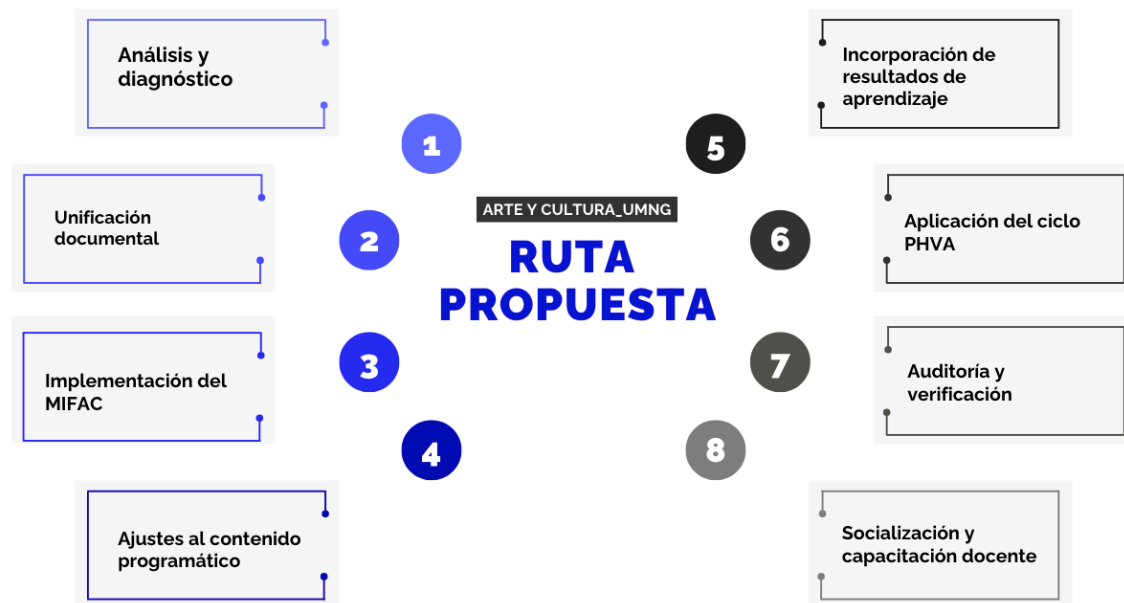 ARTE Y CULTURA_UMNG
RUTA
PROPUESTA
1
Análisis y
diagnóstico
2
Unificación
documental
3
Implementación del
MIFAC
4
Ajustes al contenido
programático
5
Incorporación de
resultados de
aprendizaje
6
Aplicación del ciclo
PHVA
7
Auditoría y
verificación
8
Socialización y
capacitación docente